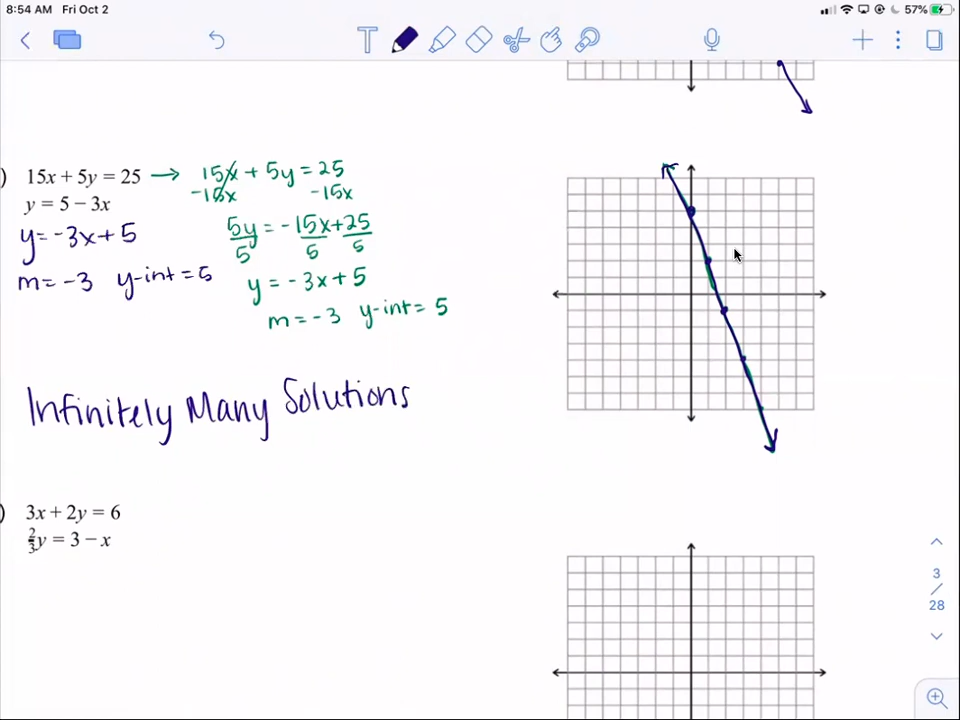 8:54 AM Fri Oct 2
57%
T
) 15x + 5y = 25 → 15x + 5y = 25
-15x -15x
y = 5 − 3x
y = -3x + 5
5y = -15x + 25
5 5 5
m = -3 y-int = 5
y = -3x + 5
m = -3 y-int = 5
Infinitely Many Solutions
) 3x + 2y = 6
2/3y = 3 − x
3
/
28